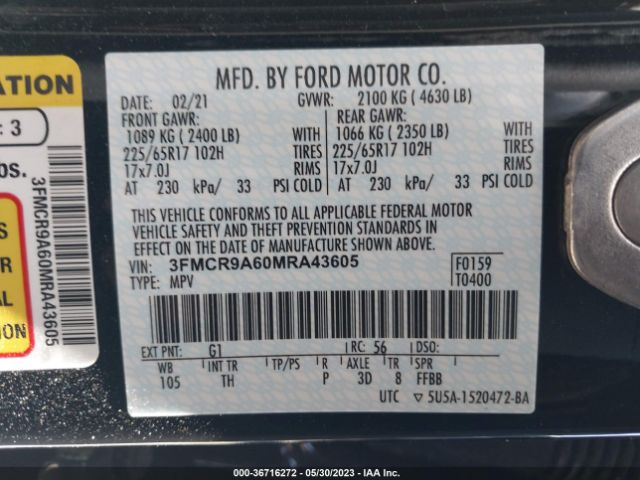 ATION
: 3
bs.
S
R
AL
ION
3FMCR9A60MRA43605
MFD. BY FORD MOTOR CO.
DATE: 02/21 GVWR: 2100 KG ( 4630 LB)
FRONT GAWR: REAR GAWR:
1089 KG ( 2400 LB) WITH 1066 KG ( 2350 LB) WITH
225/65R17 102H TIRES 225/65R17 102H TIRES
17x7.0J RIMS 17x7.0J RIMS
AT 230 kPa/ 33 PSI COLD AT 230 kPa/ 33 PSI COLD
THIS VEHICLE CONFORMS TO ALL APPLICABLE FEDERAL MOTOR
VEHICLE SAFETY AND THEFT PREVENTION STANDARDS IN
EFFECT ON THE DATE OF MANUFACTURE SHOWN ABOVE.
VIN: 3FMCR9A60MRA43605 F0159
TYPE: MPV T0400
EXT PNT: G1 RC: 56 DSO:
WB INT TR TP/PS R AXLE TR SPR
105 TH P 3D 8 FFBB
UTC ▽ 5U5A-1520472-BA
000-36716272 — 05/30/2023 — IAA Inc.